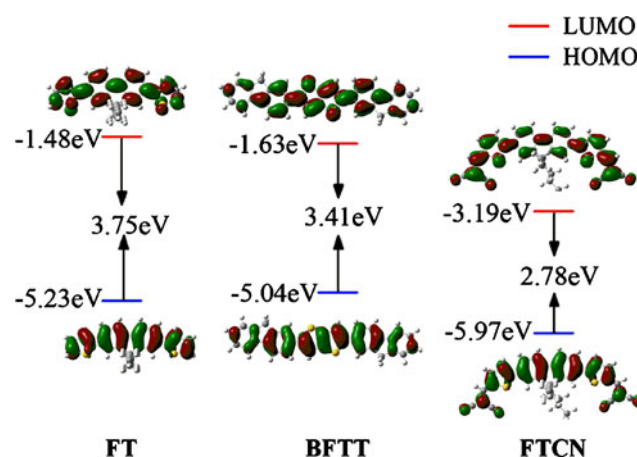 LUMO
HOMO
-1.48eV
3.75eV
-5.23eV
FT
-1.63eV
3.41eV
-5.04eV
BFTT
-3.19eV
2.78eV
-5.97eV
FTCN